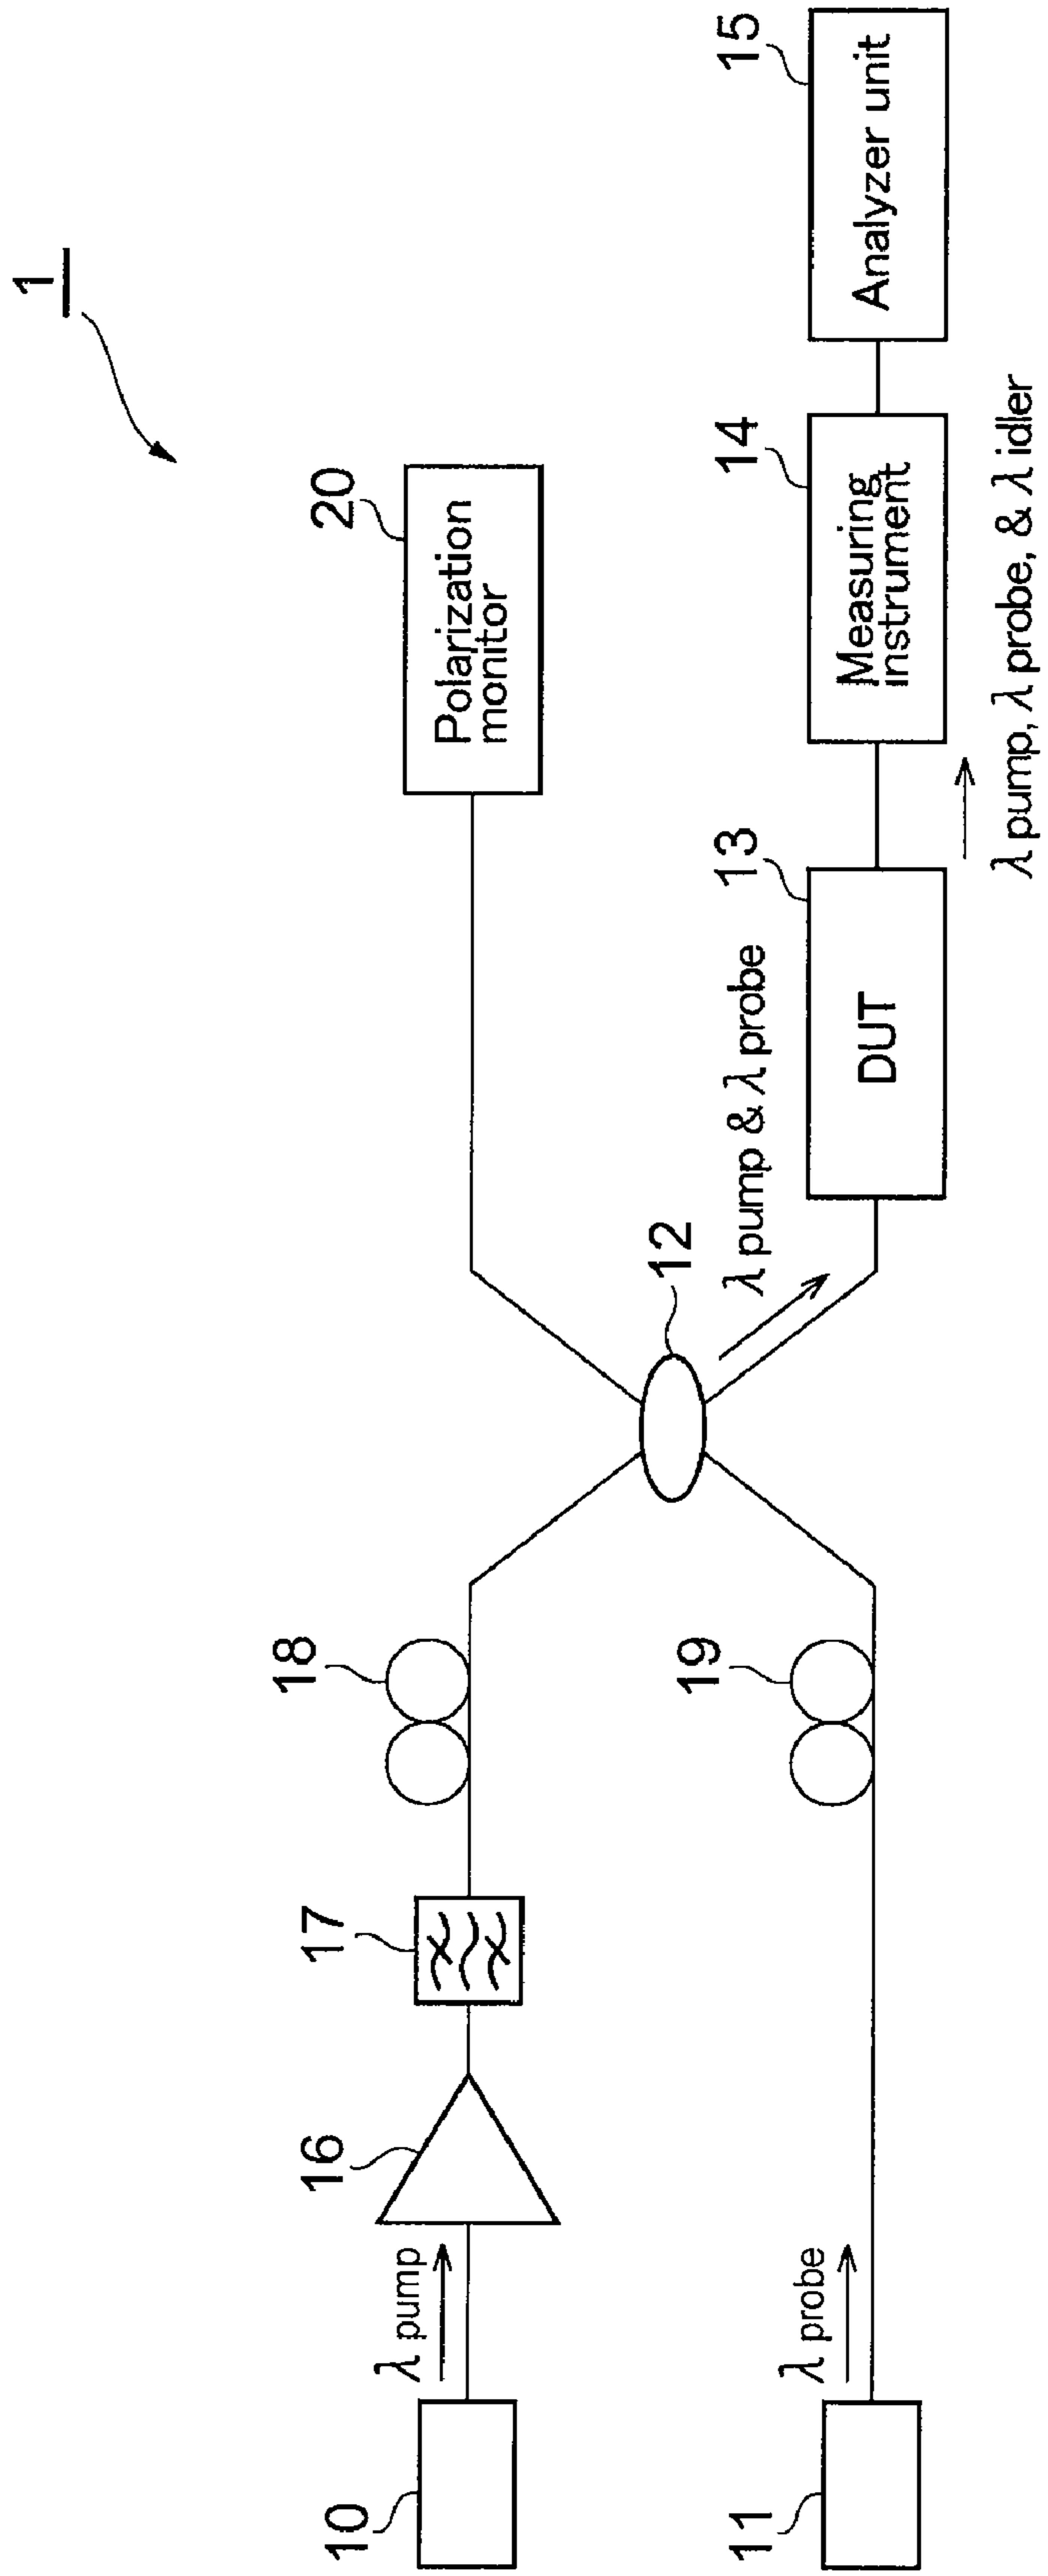 1
20
Polarization
monitor
18
17
16
λ pump
10
12
λ pump & λ probe
15
Analyzer unit
14
Measuring
instrument
13
DUT
λ pump, λ probe, & λ idler
19
λ probe
11